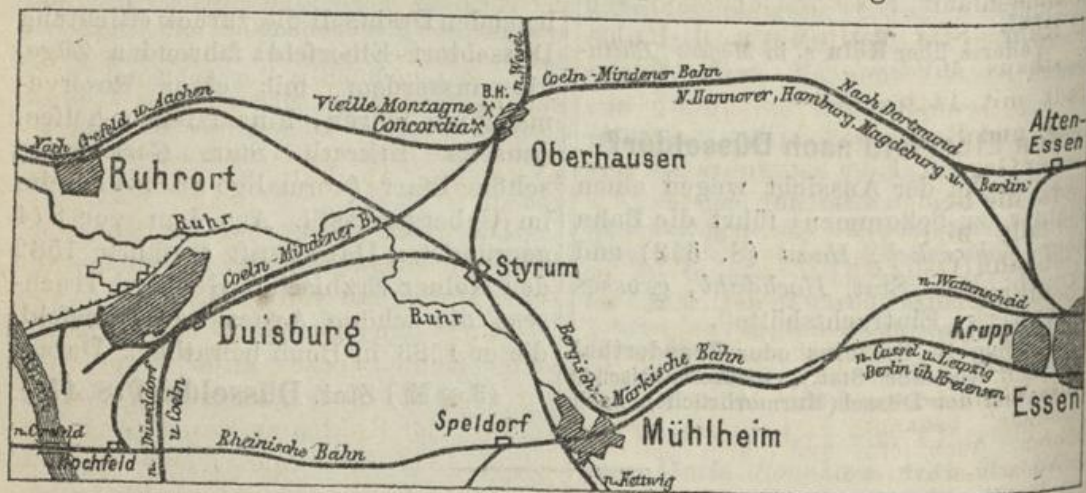 n. Wesel
Coeln-Mindener Bahn
B.H.
Vieille Montagne
Concordia
N. Hannover, Hamburg, Magdeburg u.
Berlin
Nach Dortmund
Alten-
Essen
Nach Crefeld u. Aachen
Ruhrort
Oberhausen
Ruhr
Coeln-Mindener B.
Styrum
n. Wattenscheid
Krupp
Duisburg
Ruhr
Bergisch-Märkische Bahn
n. Cassel u. Leipzig
Berlin üb. Kreiensen
Essen
n. Düsseldorf
u. Coeln
n. Crefeld
Hochfeld
Rheinische Bahn
Speldorf
Mühlheim
n. Kettwig